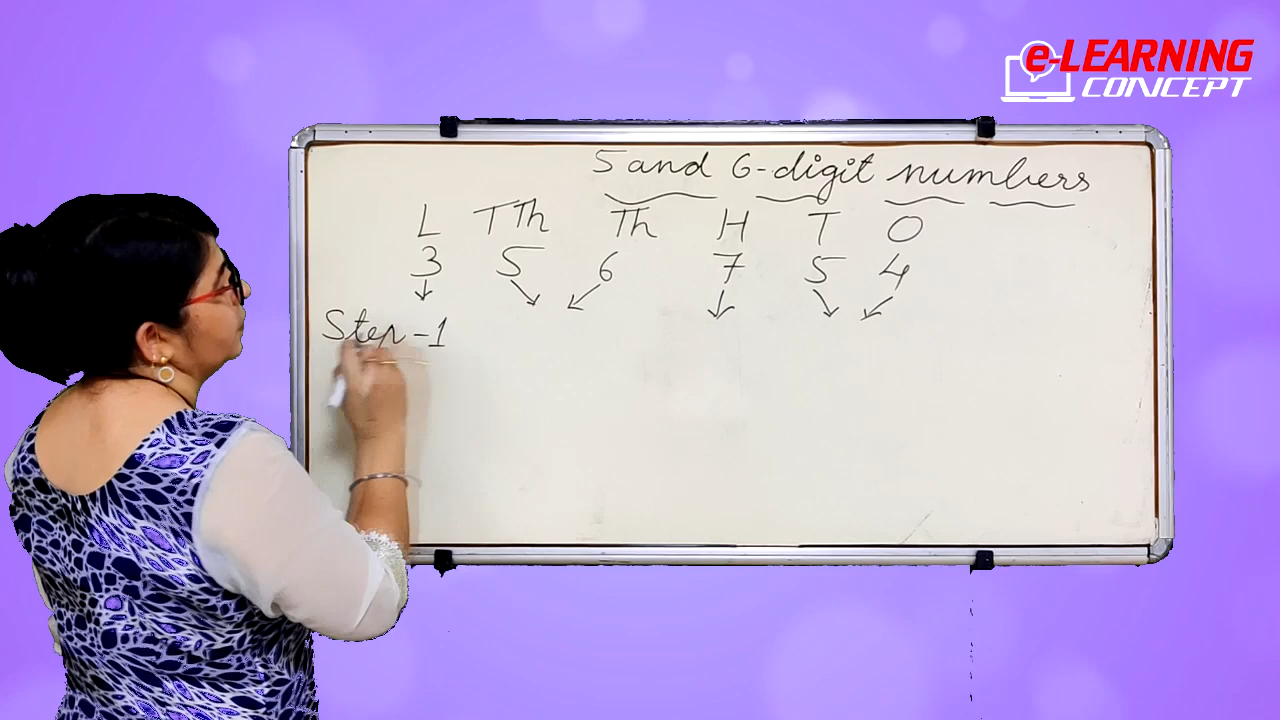 e-LEARNING
CONCEPT
5 and 6-digit numbers
L TTh Th H T O
3 5 6 7 5 4
Step-1